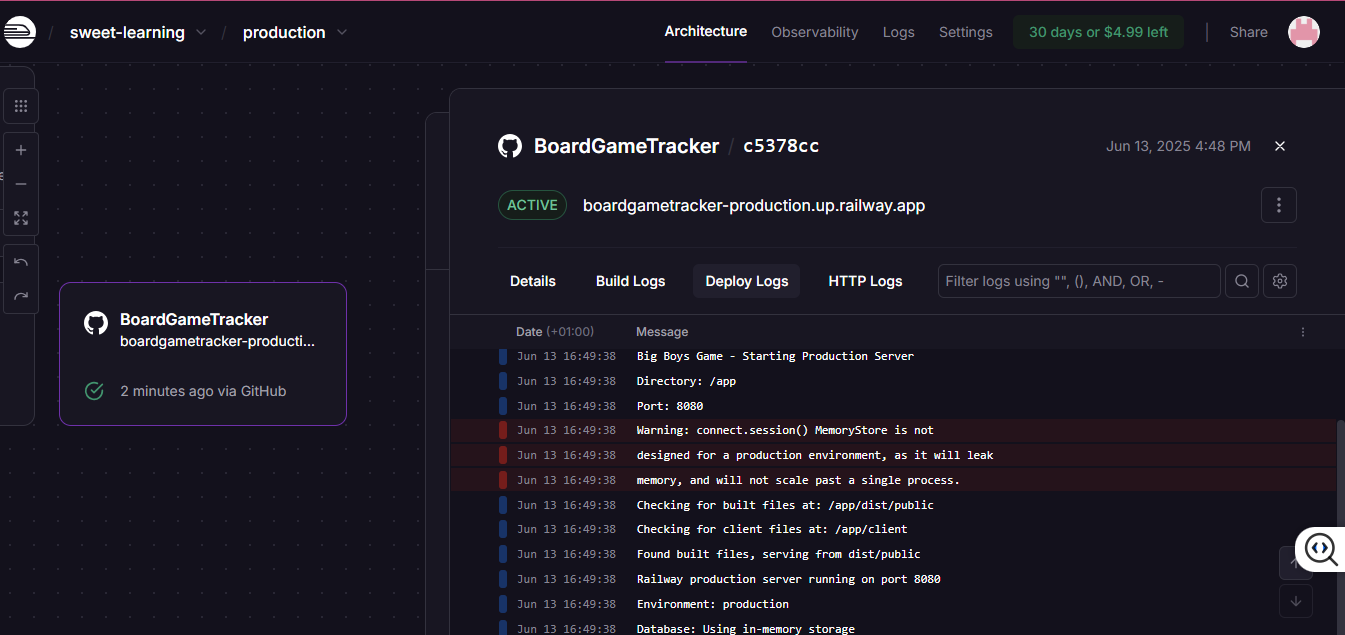 / sweet-learning / production Architecture Observability Logs Settings 30 days or $4.99 left Share
BoardGameTracker / c5378cc Jun 13, 2025 4:48 PM
ACTIVE boardgametracker-production.up.railway.app
Details Build Logs Deploy Logs HTTP Logs Filter logs using "", (), AND, OR, -
BoardGameTracker
boardgametracker-producti...
2 minutes ago via GitHub
Date (+01:00) Message
Jun 13 16:49:38 Big Boys Game - Starting Production Server
Jun 13 16:49:38 Directory: /app
Jun 13 16:49:38 Port: 8080
Jun 13 16:49:38 Warning: connect.session() MemoryStore is not
Jun 13 16:49:38 designed for a production environment, as it will leak
Jun 13 16:49:38 memory, and will not scale past a single process.
Jun 13 16:49:38 Checking for built files at: /app/dist/public
Jun 13 16:49:38 Checking for client files at: /app/client
Jun 13 16:49:38 Found built files, serving from dist/public
Jun 13 16:49:38 Railway production server running on port 8080
Jun 13 16:49:38 Environment: production
Jun 13 16:49:38 Database: Using in-memory storage